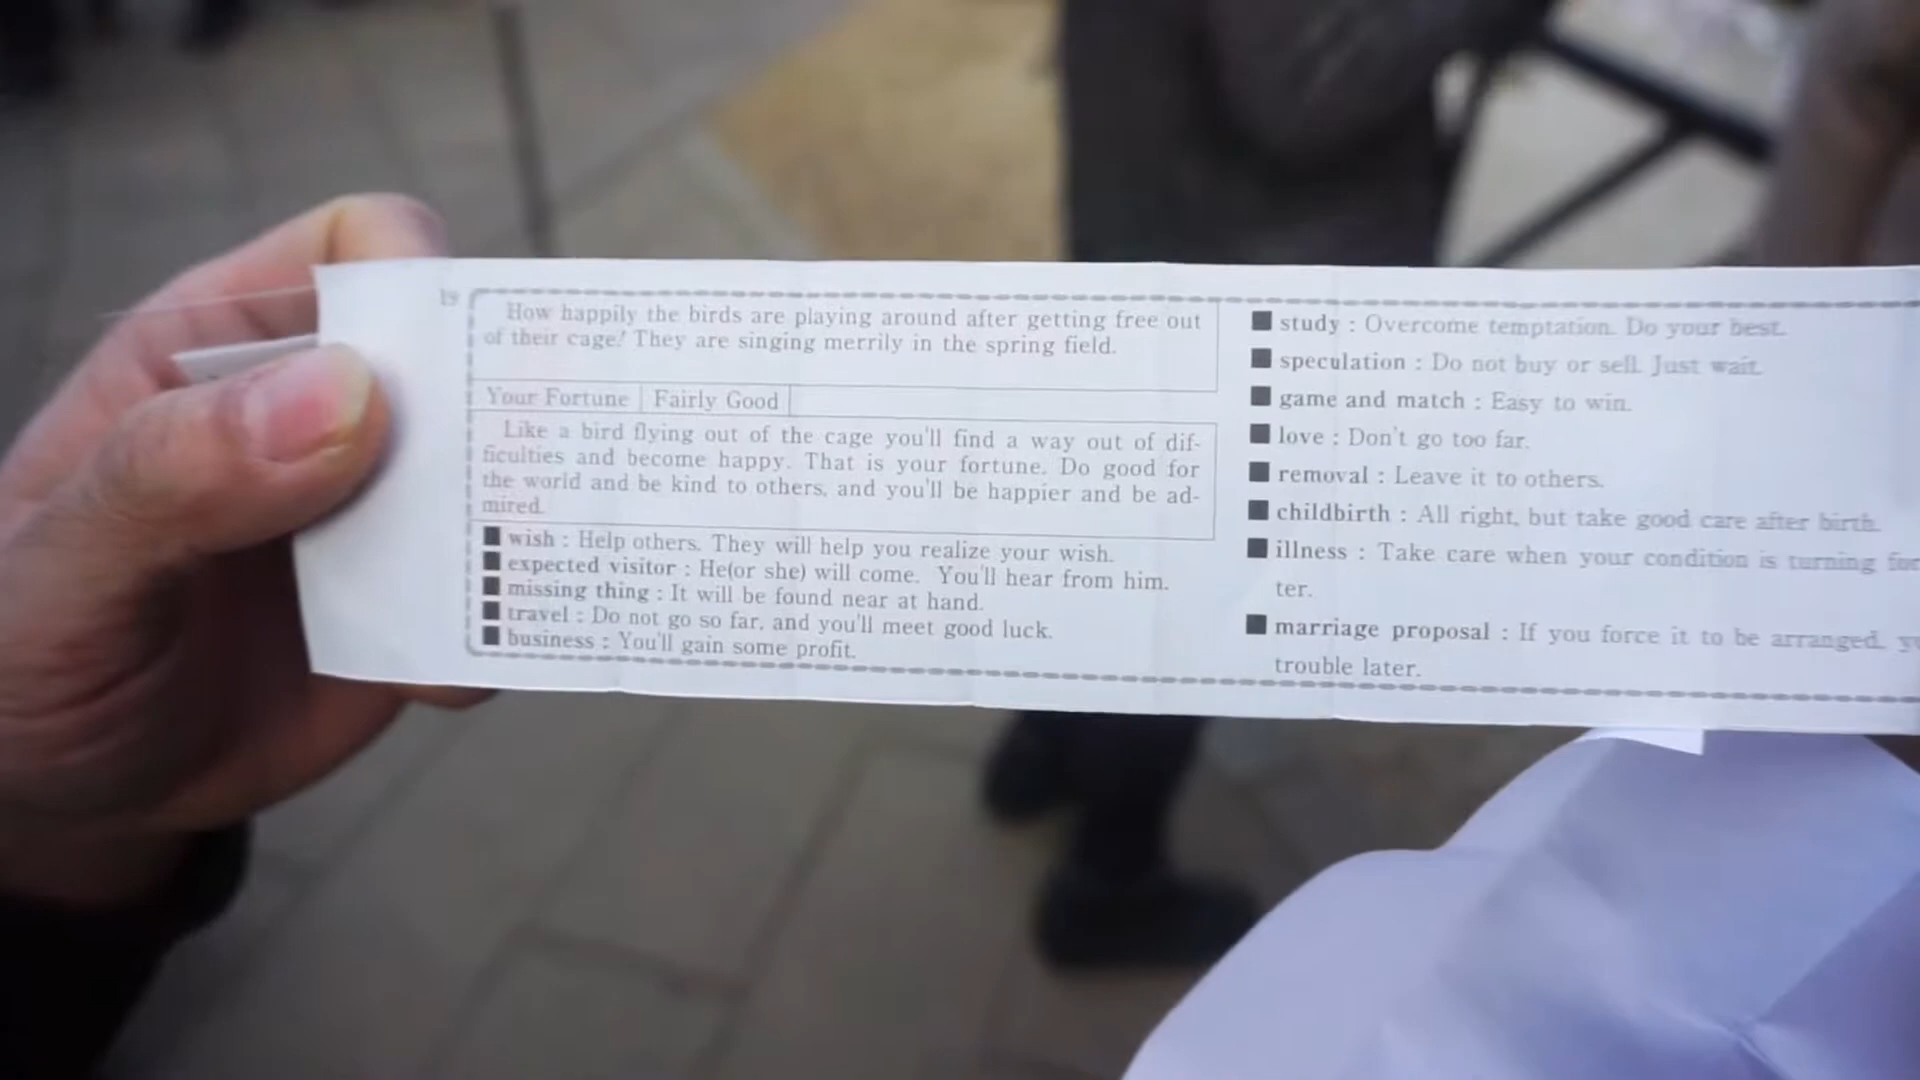 19
How happily the birds are playing around after getting free out
of their cage! They are singing merrily in the spring field.
Your Fortune Fairly Good
Like a bird flying out of the cage you'll find a way out of dif-
ficulties and become happy. That is your fortune. Do good for
the world and be kind to others, and you'll be happier and be ad-
mired.
■ wish : Help others. They will help you realize your wish.
■ expected visitor : He(or she) will come. You'll hear from him.
■ missing thing : It will be found near at hand.
■ travel : Do not go so far, and you'll meet good luck.
■ business : You'll gain some profit.
■ study : Overcome temptation. Do your best.
■ speculation : Do not buy or sell. Just wait.
■ game and match : Easy to win.
■ love : Don't go too far.
■ removal : Leave it to others.
■ childbirth : All right, but take good care after birth.
■ illness : Take care when your condition is turning for
ter.
■ marriage proposal : If you force it to be arranged, y
trouble later.